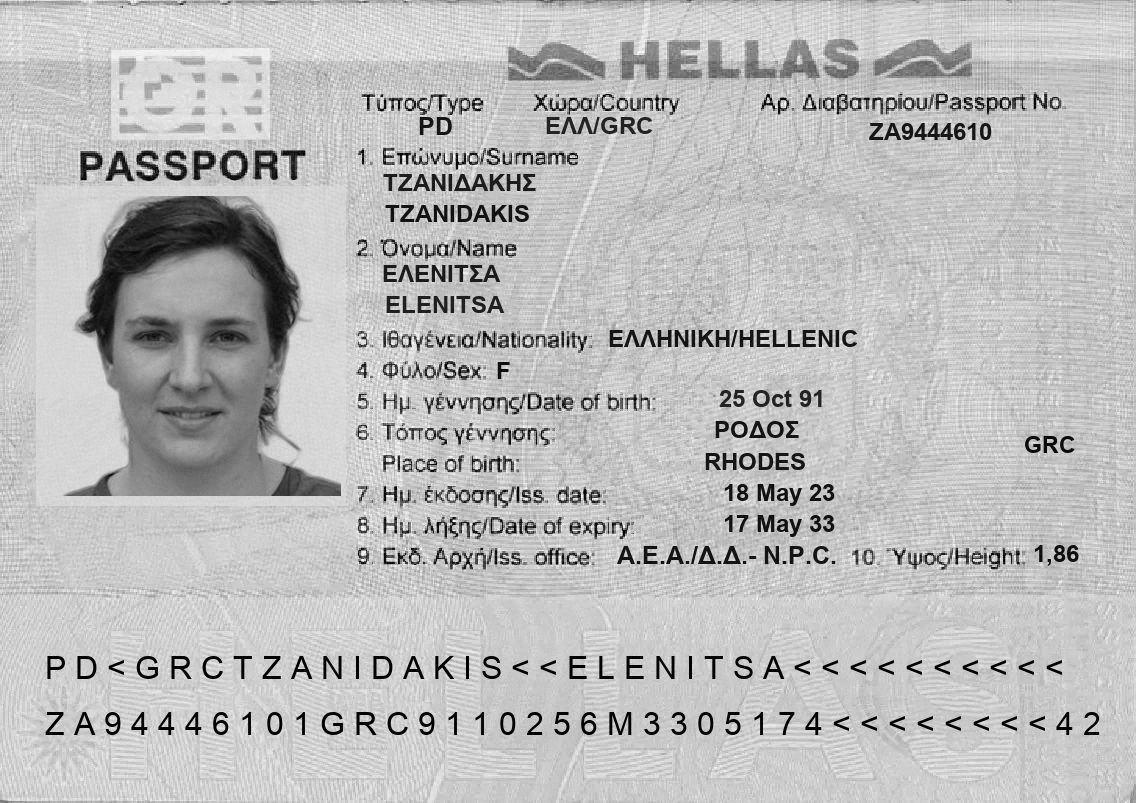 GR
HELLAS
PASSPORT
Τύπος/Type Χώρα/Country Αρ. Διαβατηρίου/Passport No.
PD ΕΛΛ/GRC ZA9444610
1. Επώνυμο/Surname
ΤΖΑΝΙΔΑΚΗΣ
TZANIDAKIS
2. Όνομα/Name
ΕΛΕΝΙΤΣΑ
ELENITSA
3. Ιθαγένεια/Nationality: ΕΛΛΗΝΙΚΗ/HELLENIC
4. Φύλο/Sex: F
5. Ημ. γέννησης/Date of birth: 25 Oct 91
6. Τόπος γέννησης: ΡΟΔΟΣ
GRC
Place of birth: RHODES
7. Ημ. έκδοσης/Iss. date: 18 May 23
8. Ημ. λήξης/Date of expiry: 17 May 33
9 Εκδ. Αρχή/Iss. office: Α.Ε.Α./Δ.Δ.- N.P.C. 10. Ύψος/Height: 1,86
HELLAS
PD<GRCTZANIDAKIS<<ELENITSA<<<<<<<<<<
ZA94446101GRC9110256M3305174<<<<<<<<42